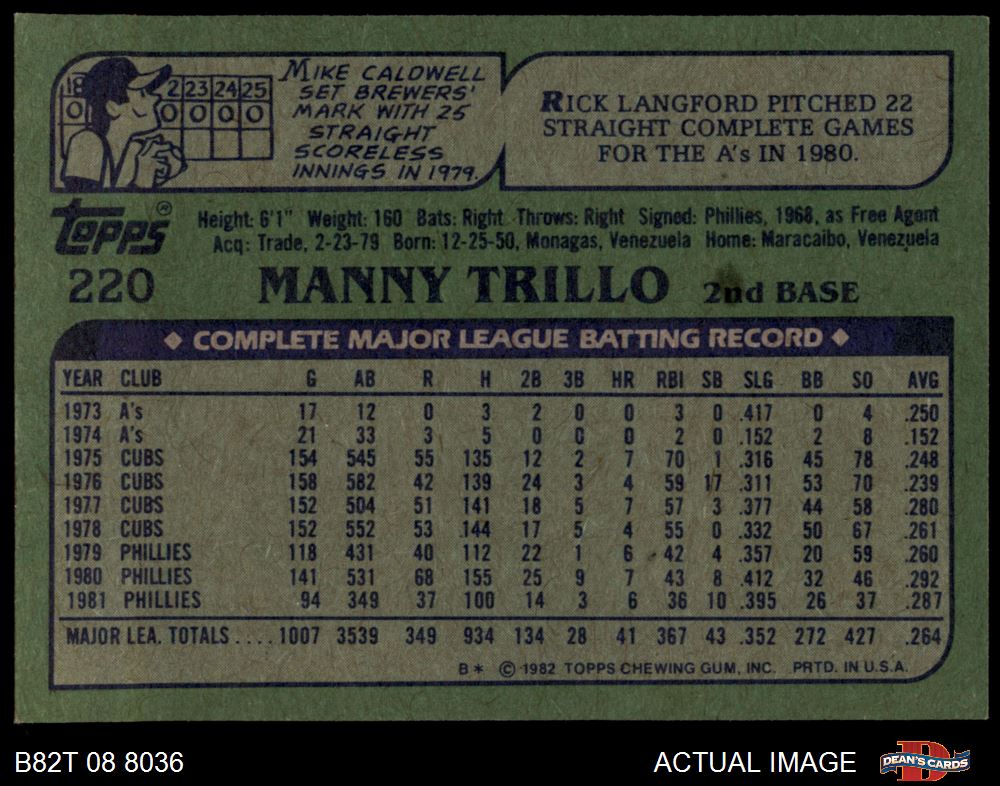 18 2 23 24 25
0 0 0 0 0
MIKE CALDWELL
SET BREWERS'
MARK WITH 25
STRAIGHT
SCORELESS
INNINGS IN 1979.
RICK LANGFORD PITCHED 22
STRAIGHT COMPLETE GAMES
FOR THE A's IN 1980.
topps®
Height: 6'1" Weight: 160 Bats: Right Throws: Right Signed: Phillies, 1968, as Free Agent
Acq: Trade, 2-23-79 Born: 12-25-50, Monagas, Venezuela Home: Maracaibo, Venezuela
220 MANNY TRILLO 2nd BASE
◆ COMPLETE MAJOR LEAGUE BATTING RECORD ◆
YEAR CLUB G AB R H 2B 3B HR RBI SB SLG BB SO AVG
1973 A's 17 12 0 3 2 0 0 3 0 .417 0 4 .250
1974 A's 21 33 3 5 0 0 0 2 0 .152 2 8 .152
1975 CUBS 154 545 55 135 12 2 7 70 1 .316 45 78 .248
1976 CUBS 158 582 42 139 24 3 4 59 17 .311 53 70 .239
1977 CUBS 152 504 51 141 18 5 7 57 3 .377 44 58 .280
1978 CUBS 152 552 53 144 17 5 4 55 0 .332 50 67 .261
1979 PHILLIES 118 431 40 112 22 1 6 42 4 .357 20 59 .260
1980 PHILLIES 141 531 68 155 25 9 7 43 8 .412 32 46 .292
1981 PHILLIES 94 349 37 100 14 3 6 36 10 .395 26 37 .287
MAJOR LEA. TOTALS .... 1007 3539 349 934 134 28 41 367 43 .352 272 427 .264
B* © 1982 TOPPS CHEWING GUM, INC. PRTD. IN U.S.A.
B82T 08 8036
ACTUAL IMAGE
DEAN'S CARDS